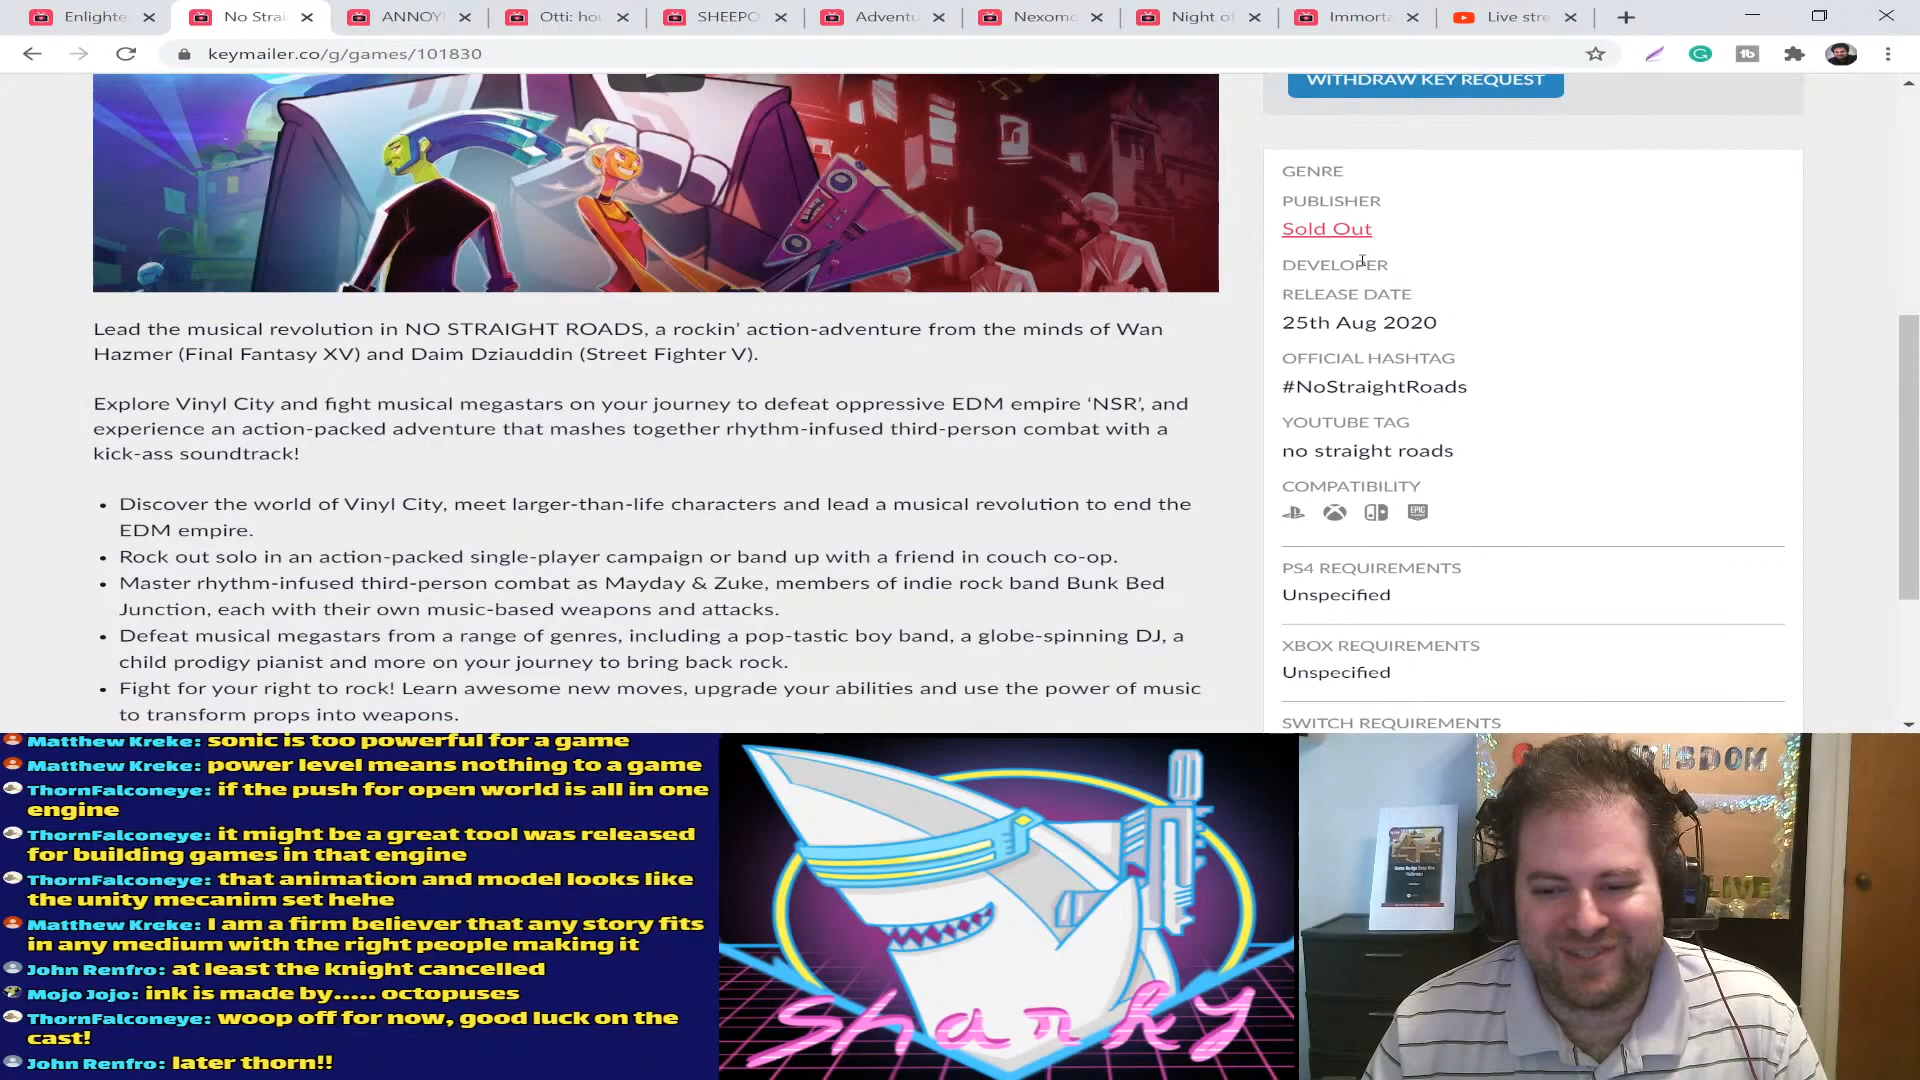 Enlighte
No Strai
ANNOY
Otti: ho
SHEEPO
Adventu
Nexomo
Night of
Immorta
Live stre
keymailer.co/g/games/101830
WITHDRAW KEY REQUEST
GENRE
PUBLISHER
Sold Out
DEVELOPER
RELEASE DATE
25th Aug 2020
OFFICIAL HASHTAG
#NoStraightRoads
YOUTUBE TAG
no straight roads
COMPATIBILITY
EPIC
PS4 REQUIREMENTS
Unspecified
XBOX REQUIREMENTS
Unspecified
SWITCH REQUIREMENTS
Lead the musical revolution in NO STRAIGHT ROADS, a rockin’ action-adventure from the minds of Wan
Hazmer (Final Fantasy XV) and Daim Dziauddin (Street Fighter V).
Explore Vinyl City and fight musical megastars on your journey to defeat oppressive EDM empire ‘NSR’, and
experience an action-packed adventure that mashes together rhythm-infused third-person combat with a
kick-ass soundtrack!
• Discover the world of Vinyl City, meet larger-than-life characters and lead a musical revolution to end the
EDM empire.
• Rock out solo in an action-packed single-player campaign or band up with a friend in couch co-op.
• Master rhythm-infused third-person combat as Mayday & Zuke, members of indie rock band Bunk Bed
Junction, each with their own music-based weapons and attacks.
• Defeat musical megastars from a range of genres, including a pop-tastic boy band, a globe-spinning DJ, a
child prodigy pianist and more on your journey to bring back rock.
• Fight for your right to rock! Learn awesome new moves, upgrade your abilities and use the power of music
to transform props into weapons.
Matthew Kreke: sonic is too powerful for a game
Matthew Kreke: power level means nothing to a game
ThornFalconeye: if the push for open world is all in one
engine
ThornFalconeye: it might be a great tool was released
for building games in that engine
ThornFalconeye: that animation and model looks like
the unity mecanim set hehe
Matthew Kreke: I am a firm believer that any story fits
in any medium with the right people making it
John Renfro: at least the knight cancelled
Mojo Jojo: ink is made by..... octopuses
ThornFalconeye: woop off for now, good luck on the
cast!
John Renfro: later thorn!!
Sharky
WISDOM
LIVE